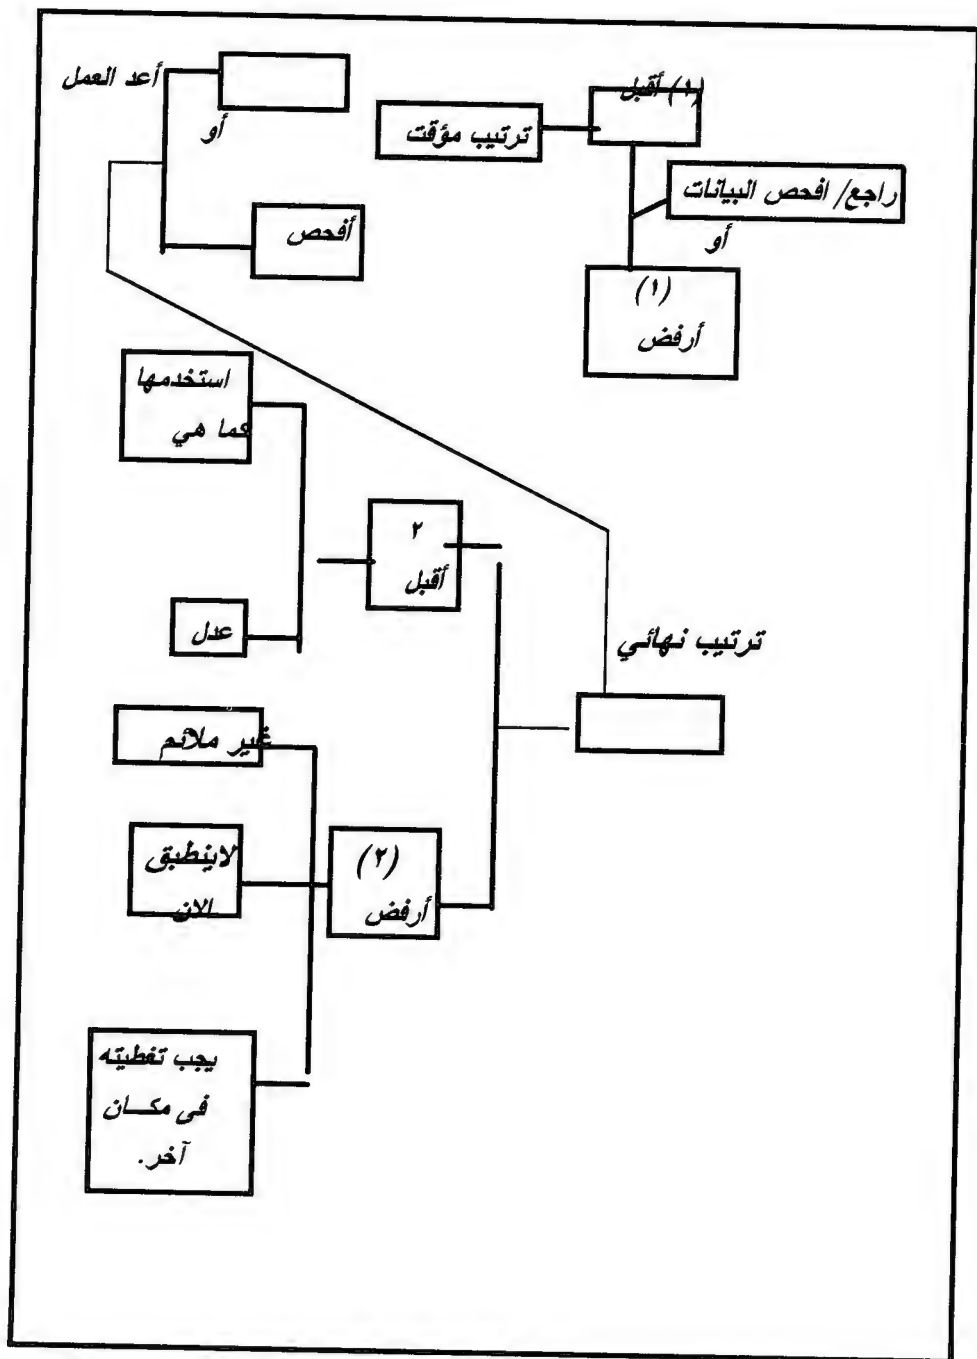 (١) أقبل
ترتيب مؤقت
راجع/ افحص البيانات
أو
(١)
أرفض
أعد العمل
أو
أفحص
استخدمها
كما هي
٢
أقبل
عدل
ترتيب نهائي
غير ملائم
(٢)
أرفض
لاينطبق
الان
يجب تغطيته
فى مكان
آخر.